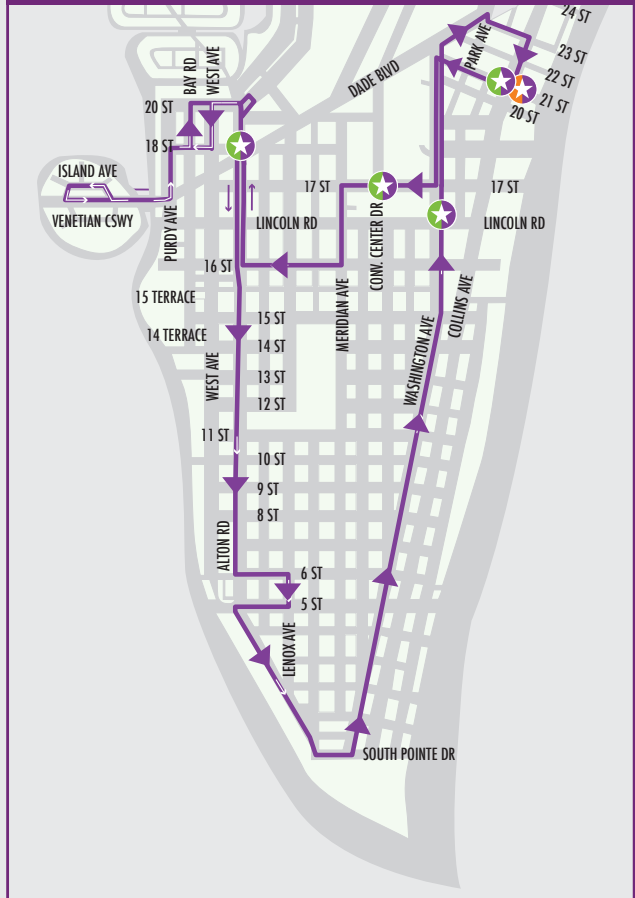 24 ST
23 ST
22 ST
21 ST
20 ST
PARK AVE
DADE BLVD
BAY RD
WEST AVE
20 ST
18 ST
ISLAND AVE
VENETIAN CSWY
PURDY AVE
17 ST
CONV. CENTER DR
17 ST
LINCOLN RD
LINCOLN RD
16 ST
MERIDIAN AVE
COLLINS AVE
WASHINGTON AVE
15 TERRACE
14 TERRACE
WEST AVE
15 ST
14 ST
13 ST
12 ST
11 ST
10 ST
9 ST
8 ST
ALTON RD
6 ST
5 ST
LENOX AVE
SOUTH POINTE DR